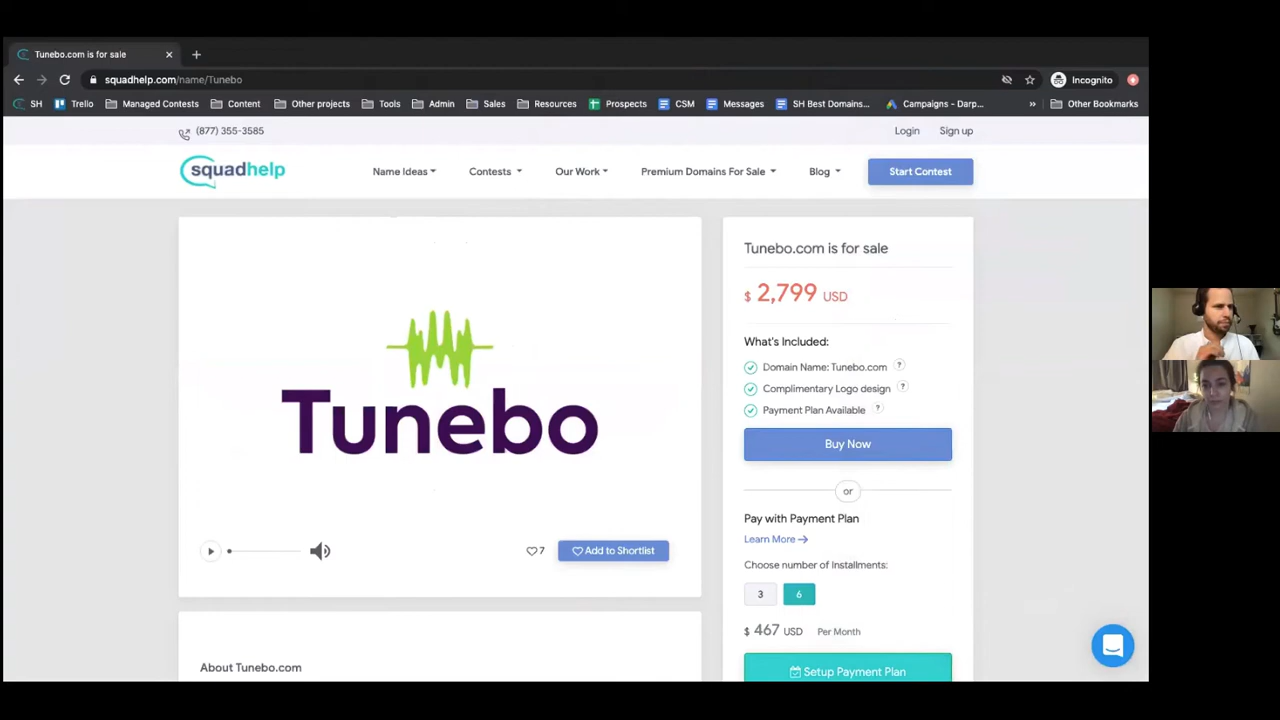 Tunebo.com is for sale
squadhelp.com/name/Tunebo
Incognito
SH Trello Managed Contests Content Other projects Tools Admin Sales Resources Prospects CSM Messages SH Best Domains... Campaigns - Darp... » Other Bookmarks
(877) 355-3585
Login Sign up
squadhelp
Name Ideas Contests Our Work Premium Domains For Sale Blog Start Contest
Tunebo
7 Add to Shortlist
About Tunebo.com
Tunebo.com is for sale
$ 2,799 USD
What's Included:
Domain Name: Tunebo.com ?
Complimentary Logo design ?
Payment Plan Available ?
Buy Now
or
Pay with Payment Plan
Learn More →
Choose number of Installments:
3 6
$ 467 USD Per Month
Setup Payment Plan